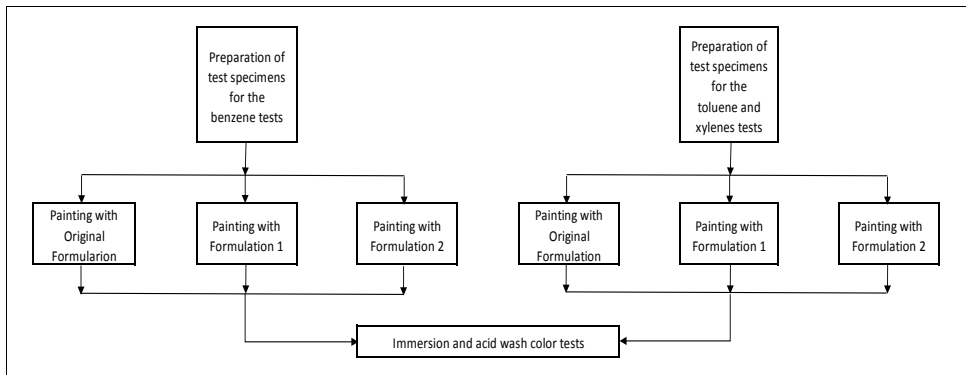 Preparation of
test specimens
for the
benzene tests
Preparation of
test specimens
for the
toluene and
xylenes tests
Painting with
Original
Formularion
Painting with
Formulation 1
Painting with
Formulation 2
Painting with
Original
Formulation
Painting with
Formulation 1
Painting with
Formulation 2
Immersion and acid wash color tests